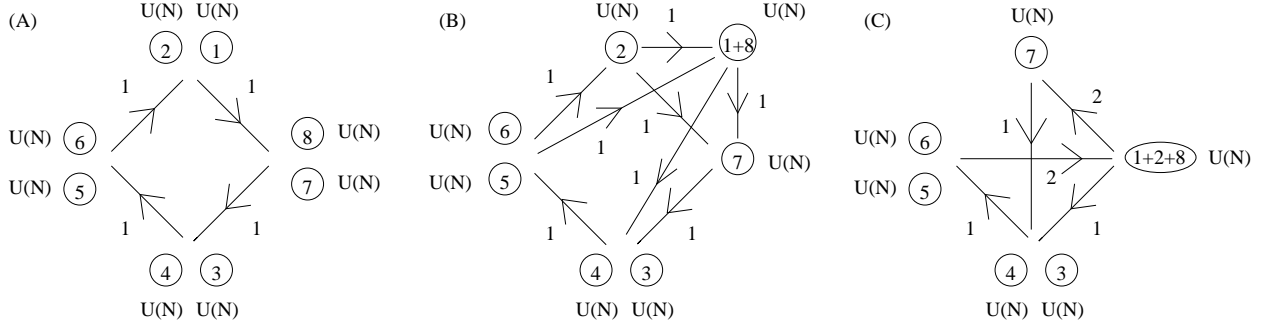 (A)
U(N) U(N)
2 1
1 1
U(N) 6 8 U(N)
U(N) 5 7 U(N)
1 1
4 3
U(N) U(N)
(B)
U(N) 1 U(N)
2 1+8
1
U(N) 6 1 1
1
U(N) 5 7 U(N)
1
1 1
4 3
U(N) U(N)
(C)
U(N)
7
1 2
U(N) 6
1+2+8 U(N)
U(N) 5 2
1 1
4 3
U(N) U(N)